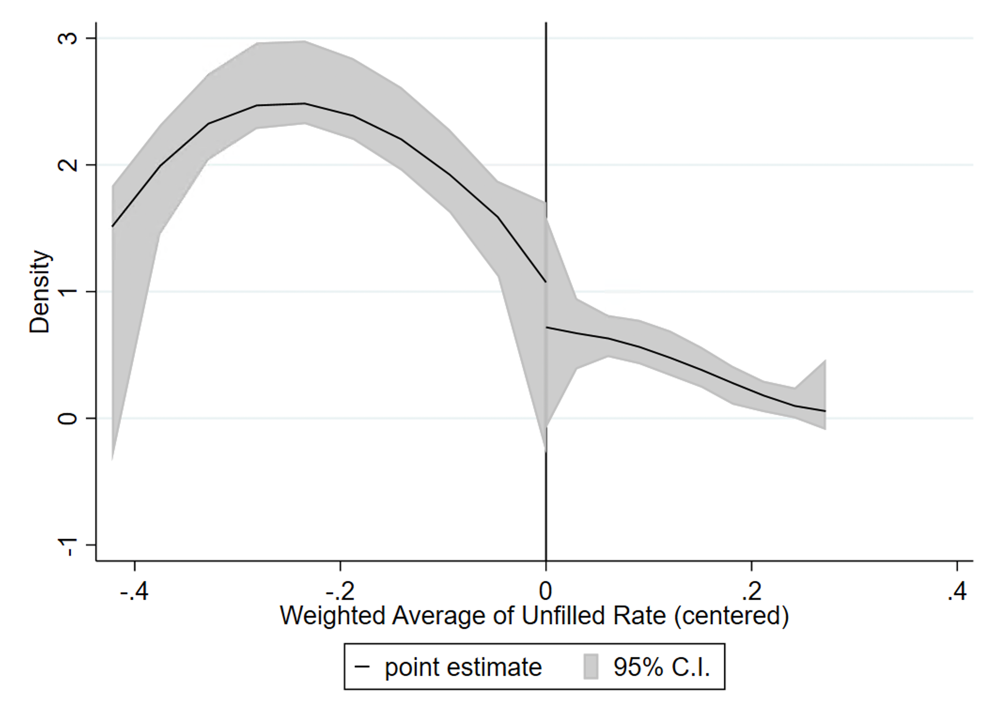 3
2
1
0
-1
Density
-.4 -.2 0 .2 .4
Weighted Average of Unfilled Rate (centered)
point estimate 95% C.I.